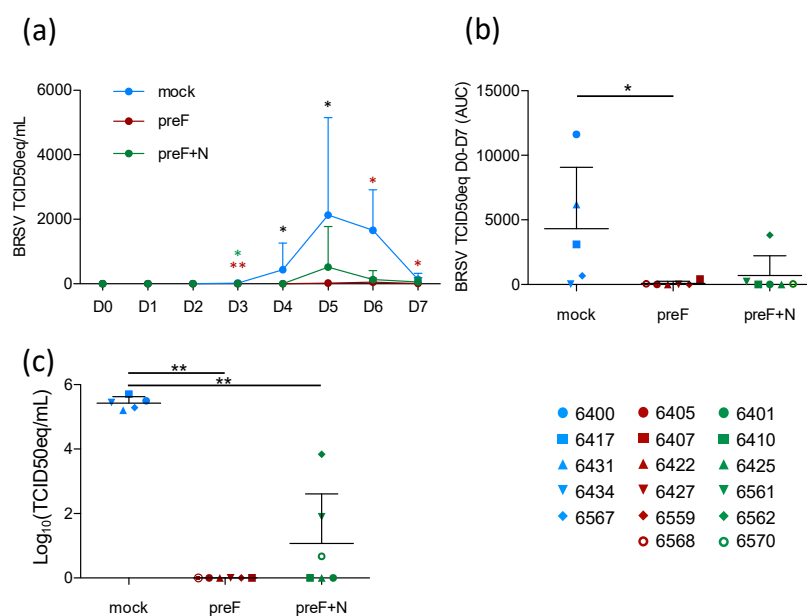 (a)
BRSV TCID50eq/mL
6000
4000
2000
0
mock
preF
preF+N
*
**
*
*
*
*
D0 D1 D2 D3 D4 D5 D6 D7
(b)
BRSV TCID50eq D0-D7 (AUC)
15000
10000
5000
0
*
mock preF preF+N
(c)
Log10(TCID50eq/mL)
6
4
2
0
**
**
mock preF preF+N
6400 6405 6401
6417 6407 6410
6431 6422 6425
6434 6427 6561
6567 6559 6562
6568 6570